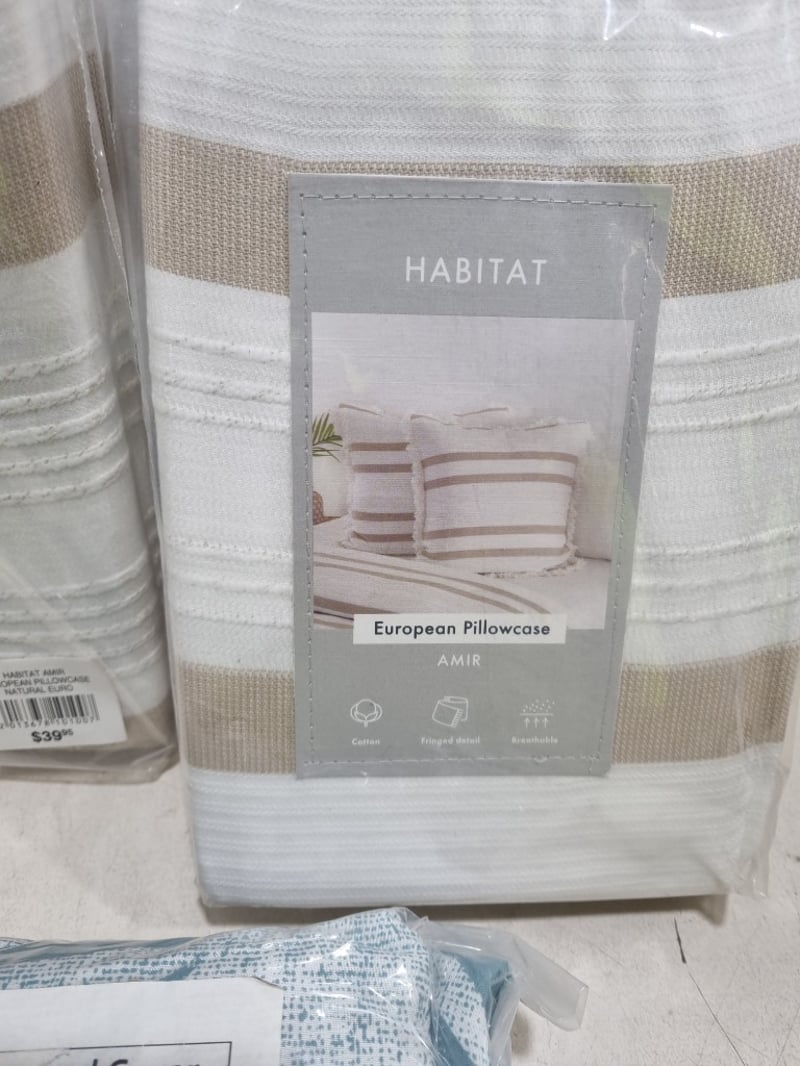 HABITAT
European Pillowcase
AMIR
Cotton
Fringed detail
Breathable
HABITAT AMIR
OPEAN PILLOWCASE
NATURAL EURO
$39.95